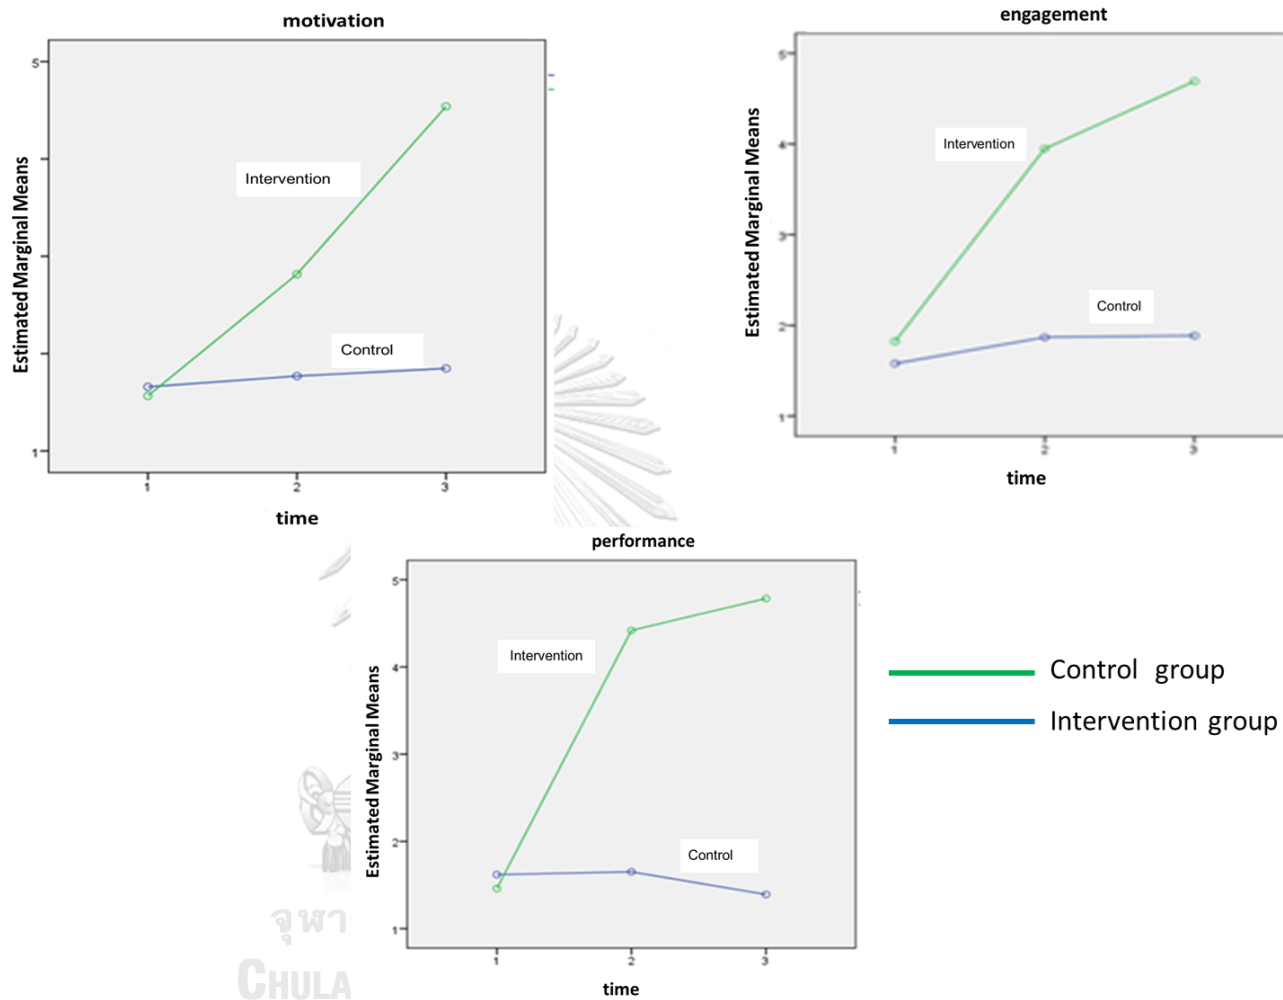 motivation
5
1
1
2
3
Estimated Marginal Means
Intervention
Control
time
engagement
5
4
3
2
1
1
2
3
Estimated Marginal Means
Intervention
Control
time
performance
5
4
3
2
1
1
2
3
Estimated Marginal Means
Intervention
Control
time
Control group
Intervention group
จุฬา
CHULA